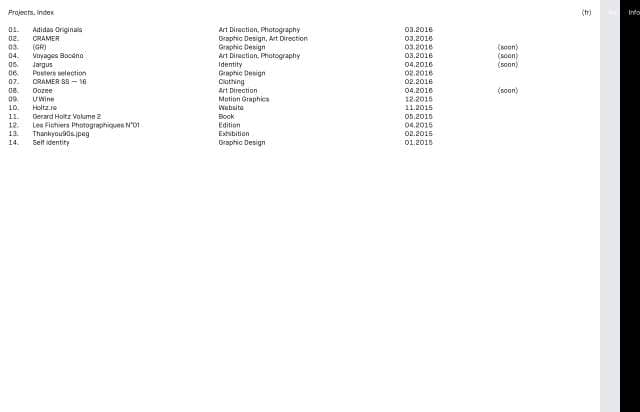 Projects, Index (fr) Info
01. Adidas Originals Art Direction, Photography 03.2016
02. CRAMER Graphic Design, Art Direction 03.2016
03. (GR) Graphic Design 03.2016 (soon)
04. Voyages Bocéno Art Direction, Photography 03.2016 (soon)
05. Jargus Identity 04.2016 (soon)
06. Posters selection Graphic Design 02.2016
07. CRAMER SS — 16 Clothing 02.2016
08. Oozee Art Direction 04.2016 (soon)
09. U'Wine Motion Graphics 12.2015
10. Holtz.re Website 11.2015
11. Gerard Holtz Volume 2 Book 05.2015
12. Les Fichiers Photographiques N°01 Edition 04.2015
13. Thankyou90s.jpeg Exhibition 02.2015
14. Self identity Graphic Design 01.2015